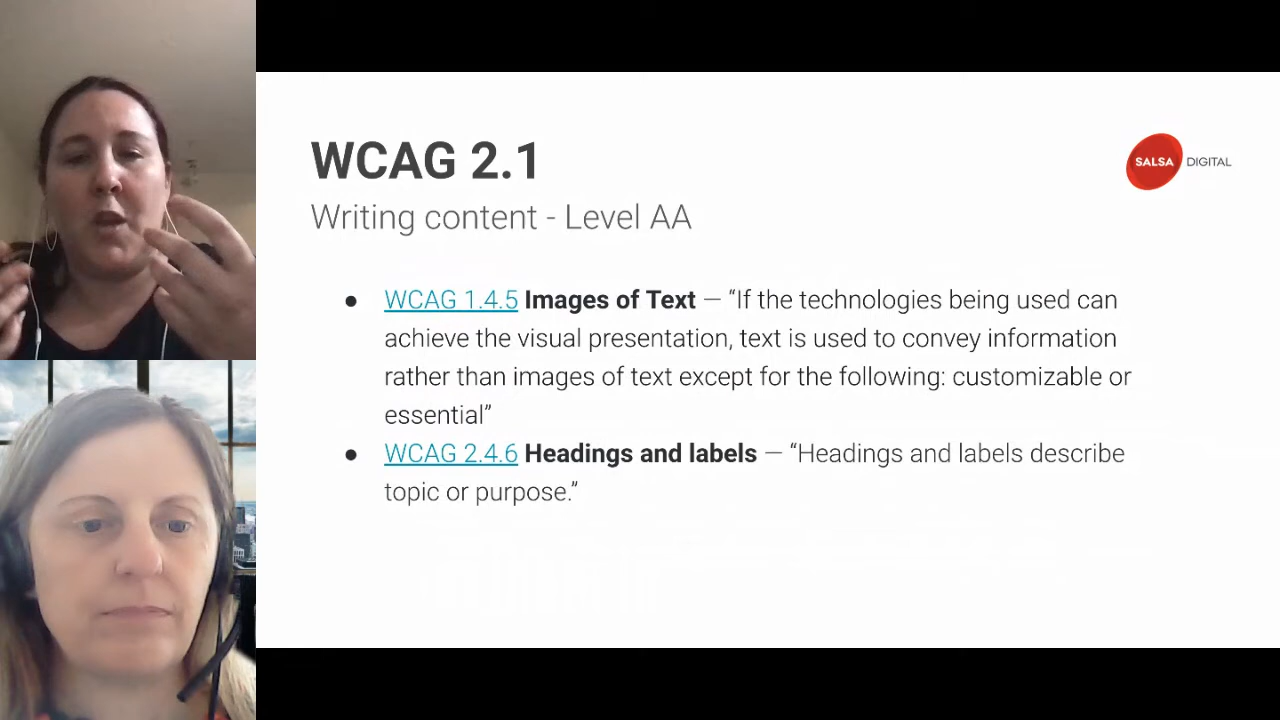 WCAG 2.1
SALSA DIGITAL
Writing content - Level AA
● WCAG 1.4.5 Images of Text — “If the technologies being used can
achieve the visual presentation, text is used to convey information
rather than images of text except for the following: customizable or
essential”
● WCAG 2.4.6 Headings and labels — “Headings and labels describe
topic or purpose.”